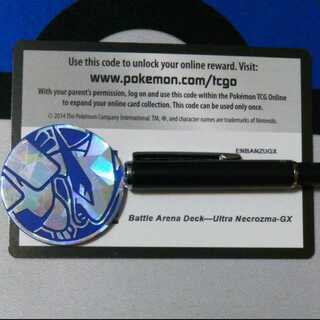 Use this code to unlock your online reward. Visit:
www.pokemon.com/tcgo
With your parent's permission, log on and use this code within the Pokémon TCG Online
to expand your online card collection. This card can be used only once.
© 2014 The Pokémon Company International. TM, ®, and character names are trademarks of Nintendo.
ENBANZUGX
Battle Arena Deck—Ultra Necrozma-GX